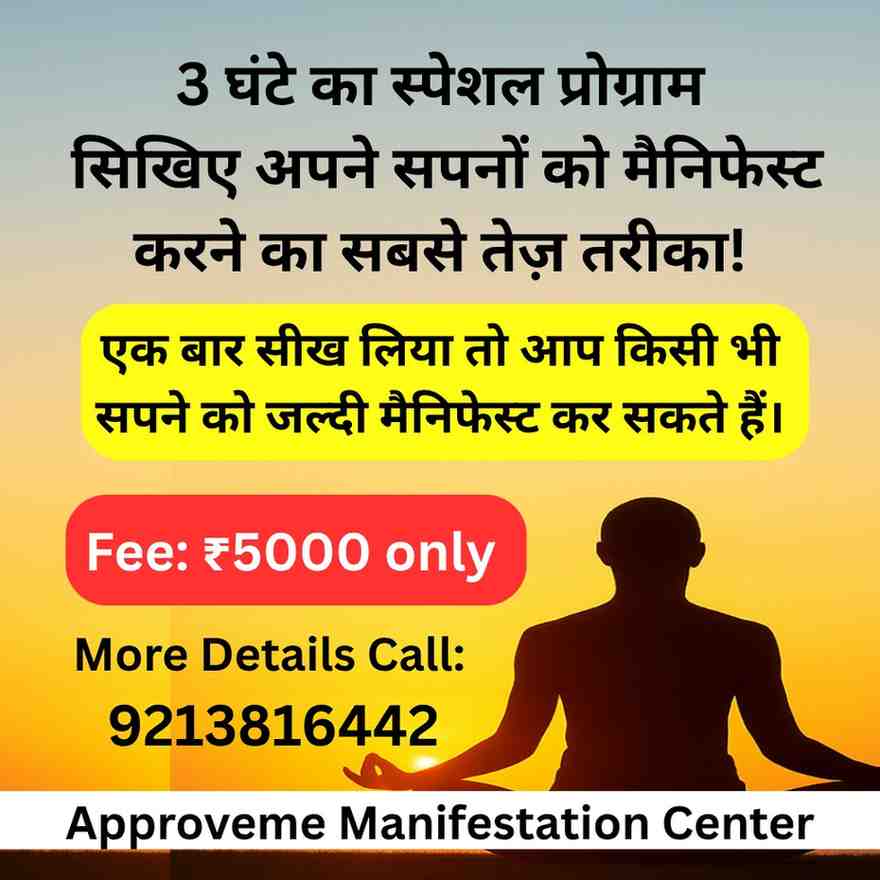 3 घंटे का स्पेशल प्रोग्राम
सिखिए अपने सपनों को मैनिफेस्ट
करने का सबसे तेज़ तरीका!
एक बार सीख लिया तो आप किसी भी
सपने को जल्दी मैनिफेस्ट कर सकते हैं।
Fee: ₹5000 only
More Details Call:
9213816442
Approveme Manifestation Center